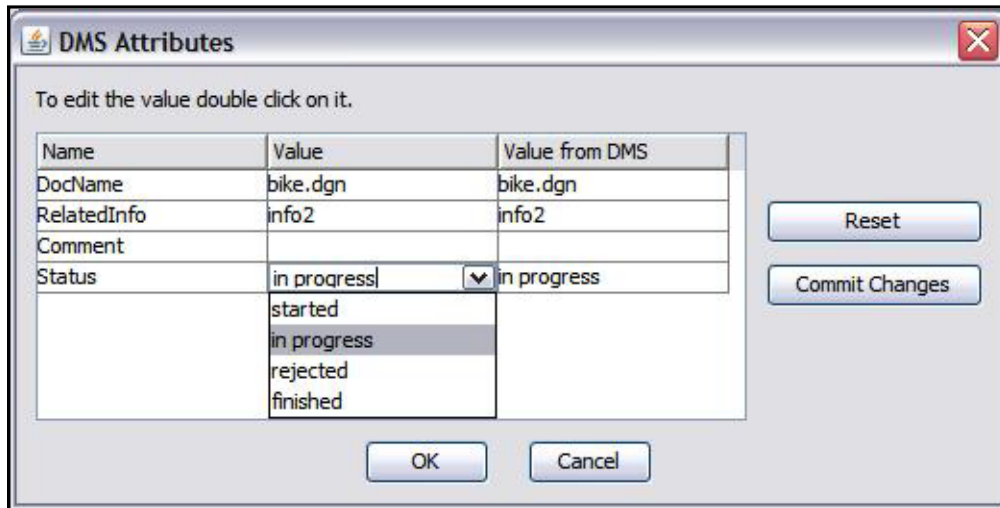 DMS Attributes
To edit the value double click on it.
Name Value Value from DMS
DocName bike.dgn bike.dgn
RelatedInfo info2 info2
Reset
Comment
Status in progress in progress
Commit Changes
started
in progress
rejected
finished
OK Cancel